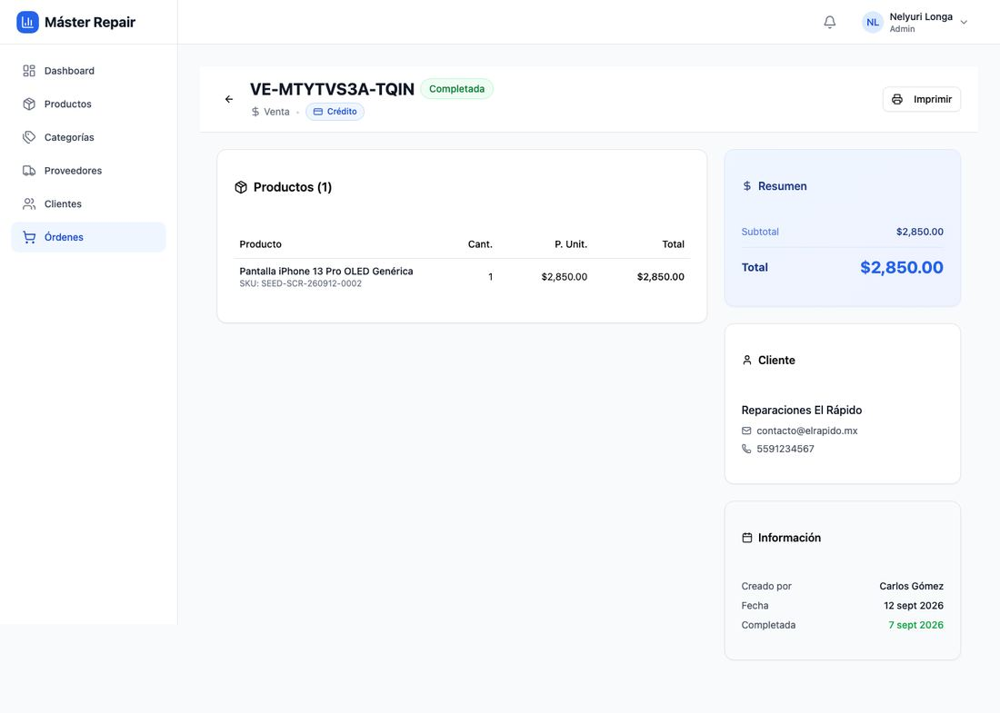 Máster Repair
NL
Nelyuri Longa
Admin
Dashboard
Productos
Categorías
Proveedores
Clientes
Órdenes
VE-MTYTVS3A-TQIN Completada
Venta • Crédito
Imprimir
Productos (1)
Producto Cant. P. Unit. Total
Pantalla iPhone 13 Pro OLED Genérica 1 $2,850.00 $2,850.00
SKU: SEED-SCR-260912-0002
Resumen
Subtotal $2,850.00
Total $2,850.00
Cliente
Reparaciones El Rápido
contacto@elrapido.mx
5591234567
Información
Creado por Carlos Gómez
Fecha 12 sept 2026
Completada 7 sept 2026